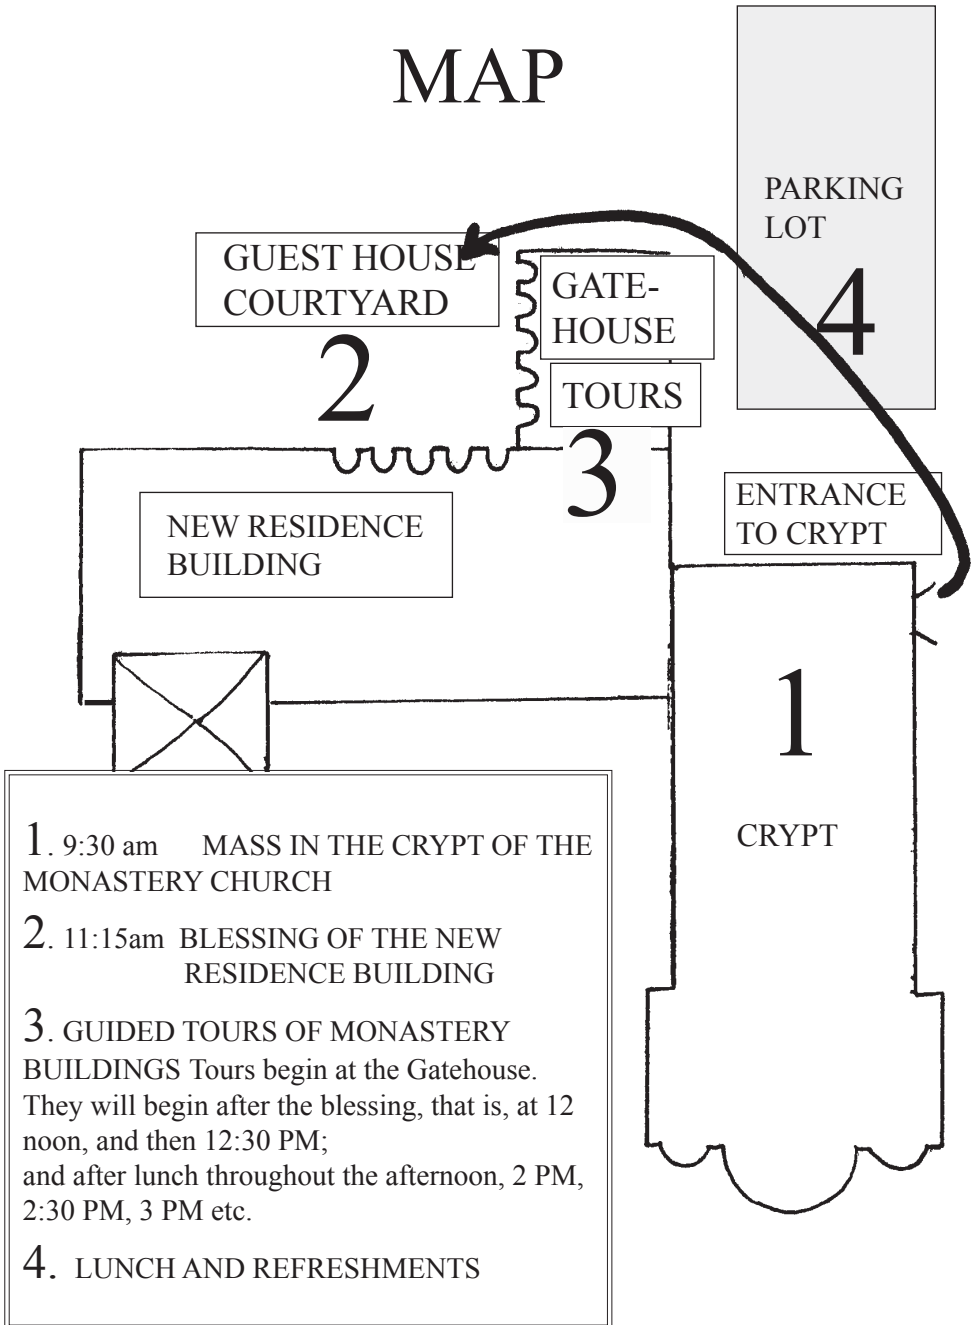 MAP
PARKING
LOT
4
GUEST HOUSE
COURTYARD
2
GATE-
HOUSE
TOURS
3
NEW RESIDENCE
BUILDING
ENTRANCE
TO CRYPT
1
CRYPT
1. 9:30 am MASS IN THE CRYPT OF THE
MONASTERY CHURCH
2. 11:15am BLESSING OF THE NEW
RESIDENCE BUILDING
3. GUIDED TOURS OF MONASTERY
BUILDINGS Tours begin at the Gatehouse.
They will begin after the blessing, that is, at 12
noon, and then 12:30 PM;
and after lunch throughout the afternoon, 2 PM,
2:30 PM, 3 PM etc.
4. LUNCH AND REFRESHMENTS